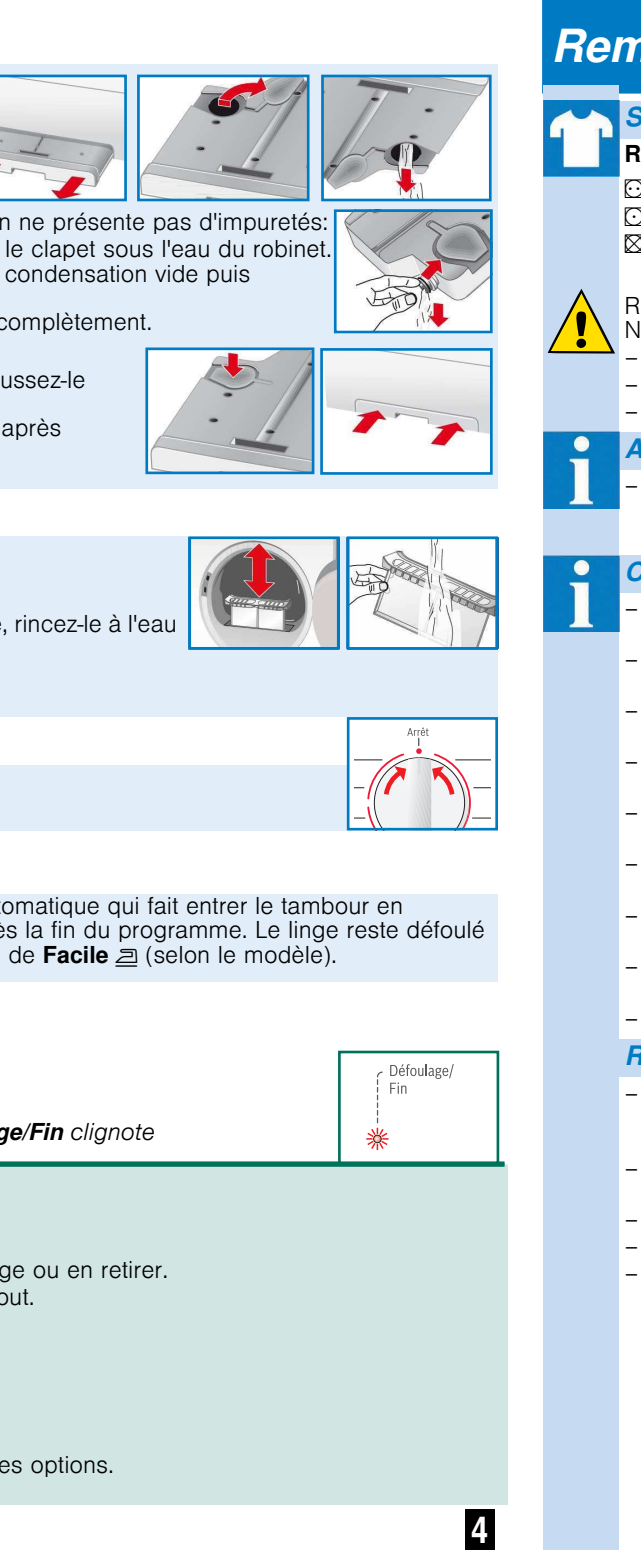 n ne présente pas d'impuretés:
le clapet sous l'eau du robinet.
condensation vide puis
complètement.
ussez-le
après
, rincez-le à l'eau
Arrêt
tomatique qui fait entrer le tambour en
ès la fin du programme. Le linge reste défoulé
de Facile (selon le modèle).
Défoulage/
Fin
ge/Fin clignote
ge ou en retirer.
out.
es options.
4
Rem
S
R
R
N
–
–
–
A
–
C
–
–
–
–
–
–
–
–
–
R
–
–
–
–
–